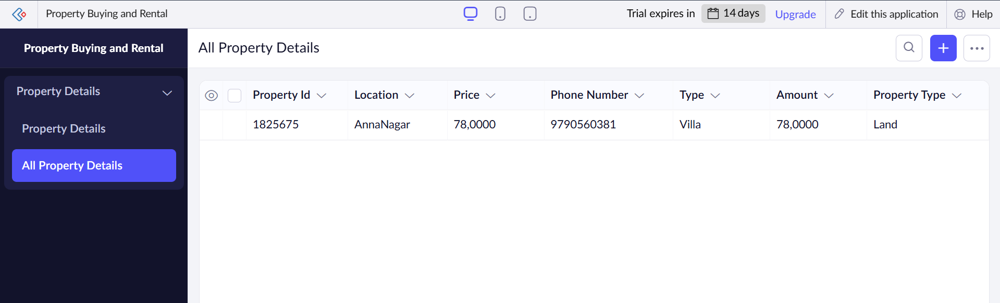 Property Buying and Rental
Trial expires in 14 days Upgrade Edit this application Help
Property Buying and Rental
All Property Details
Property Details
Property Details
All Property Details
Property Id Location Price Phone Number Type Amount Property Type
1825675 AnnaNagar 78,0000 9790560381 Villa 78,0000 Land